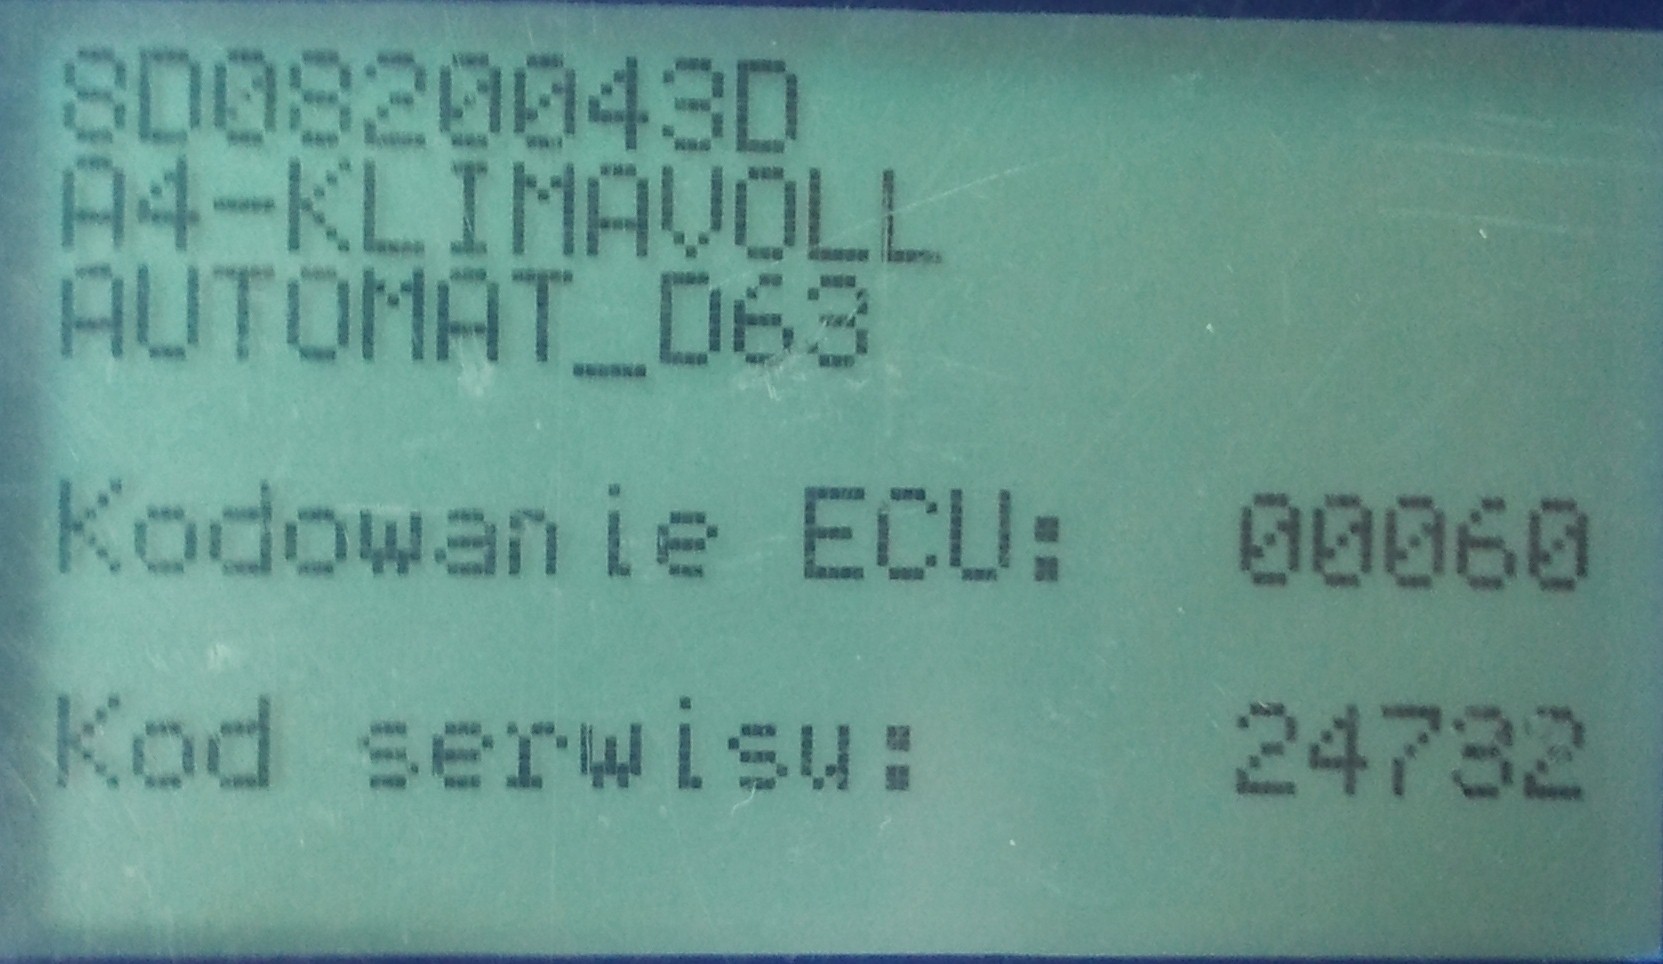 8D0820043D
A4-KLIMAVOLL
AUTOMAT_D63
Kodowanie ECU: 00060
Kod serwisu: 24732